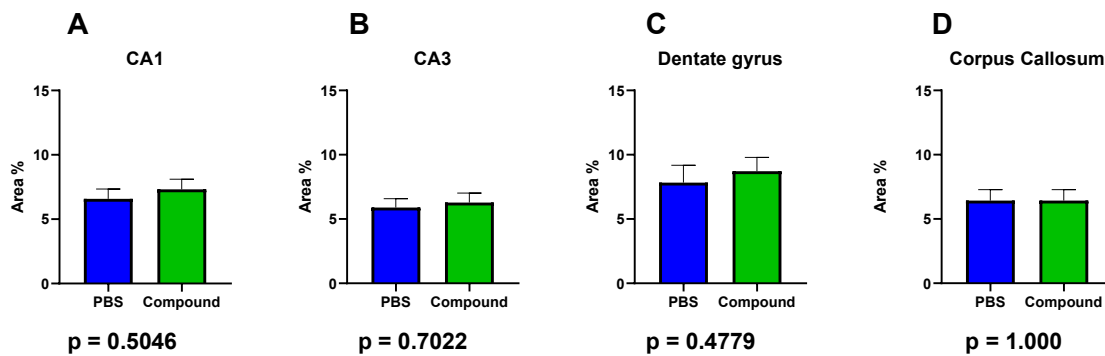 A
B
C
D
CA1
CA3
Dentate gyrus
Corpus Callosum
15
10
5
0
Area %
PBS
Compound
15
10
5
0
Area %
PBS
Compound
15
10
5
0
Area %
PBS
Compound
15
10
5
0
Area %
PBS
Compound
p = 0.5046
p = 0.7022
p = 0.4779
p = 1.000